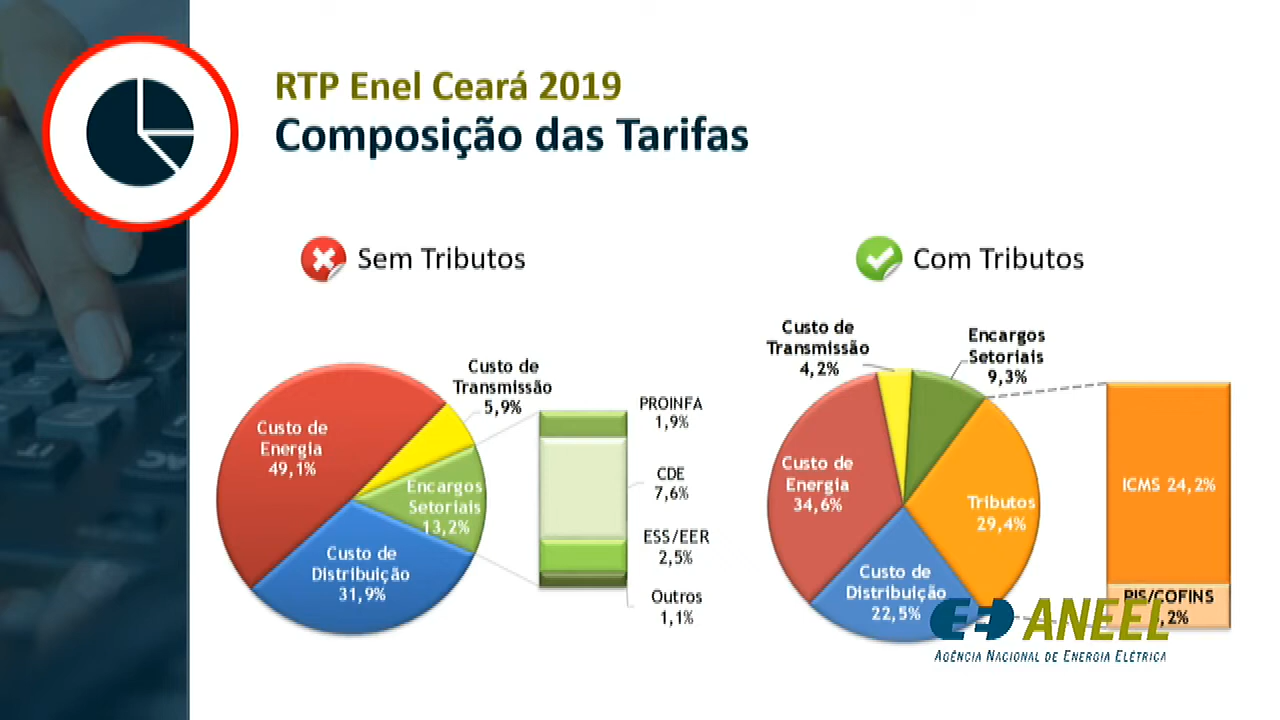 RTP Enel Ceará 2019
Composição das Tarifas
Sem Tributos
Custo de
Energia
49,1%
Custo de
Transmissão
5,9%
Encargos
Setoriais
13,2%
Custo de
Distribuição
31,9%
PROINFA
1,9%
CDE
7,6%
ESS/EER
2,5%
Outros
1,1%
Com Tributos
Custo de
Transmissão
4,2%
Encargos
Setoriais
9,3%
Custo de
Energia
34,6%
Tributos
29,4%
Custo de
Distribuição
22,5%
ICMS 24,2%
PIS/COFINS
ANEEL
AGÊNCIA NACIONAL DE ENERGIA ELÉTRICA